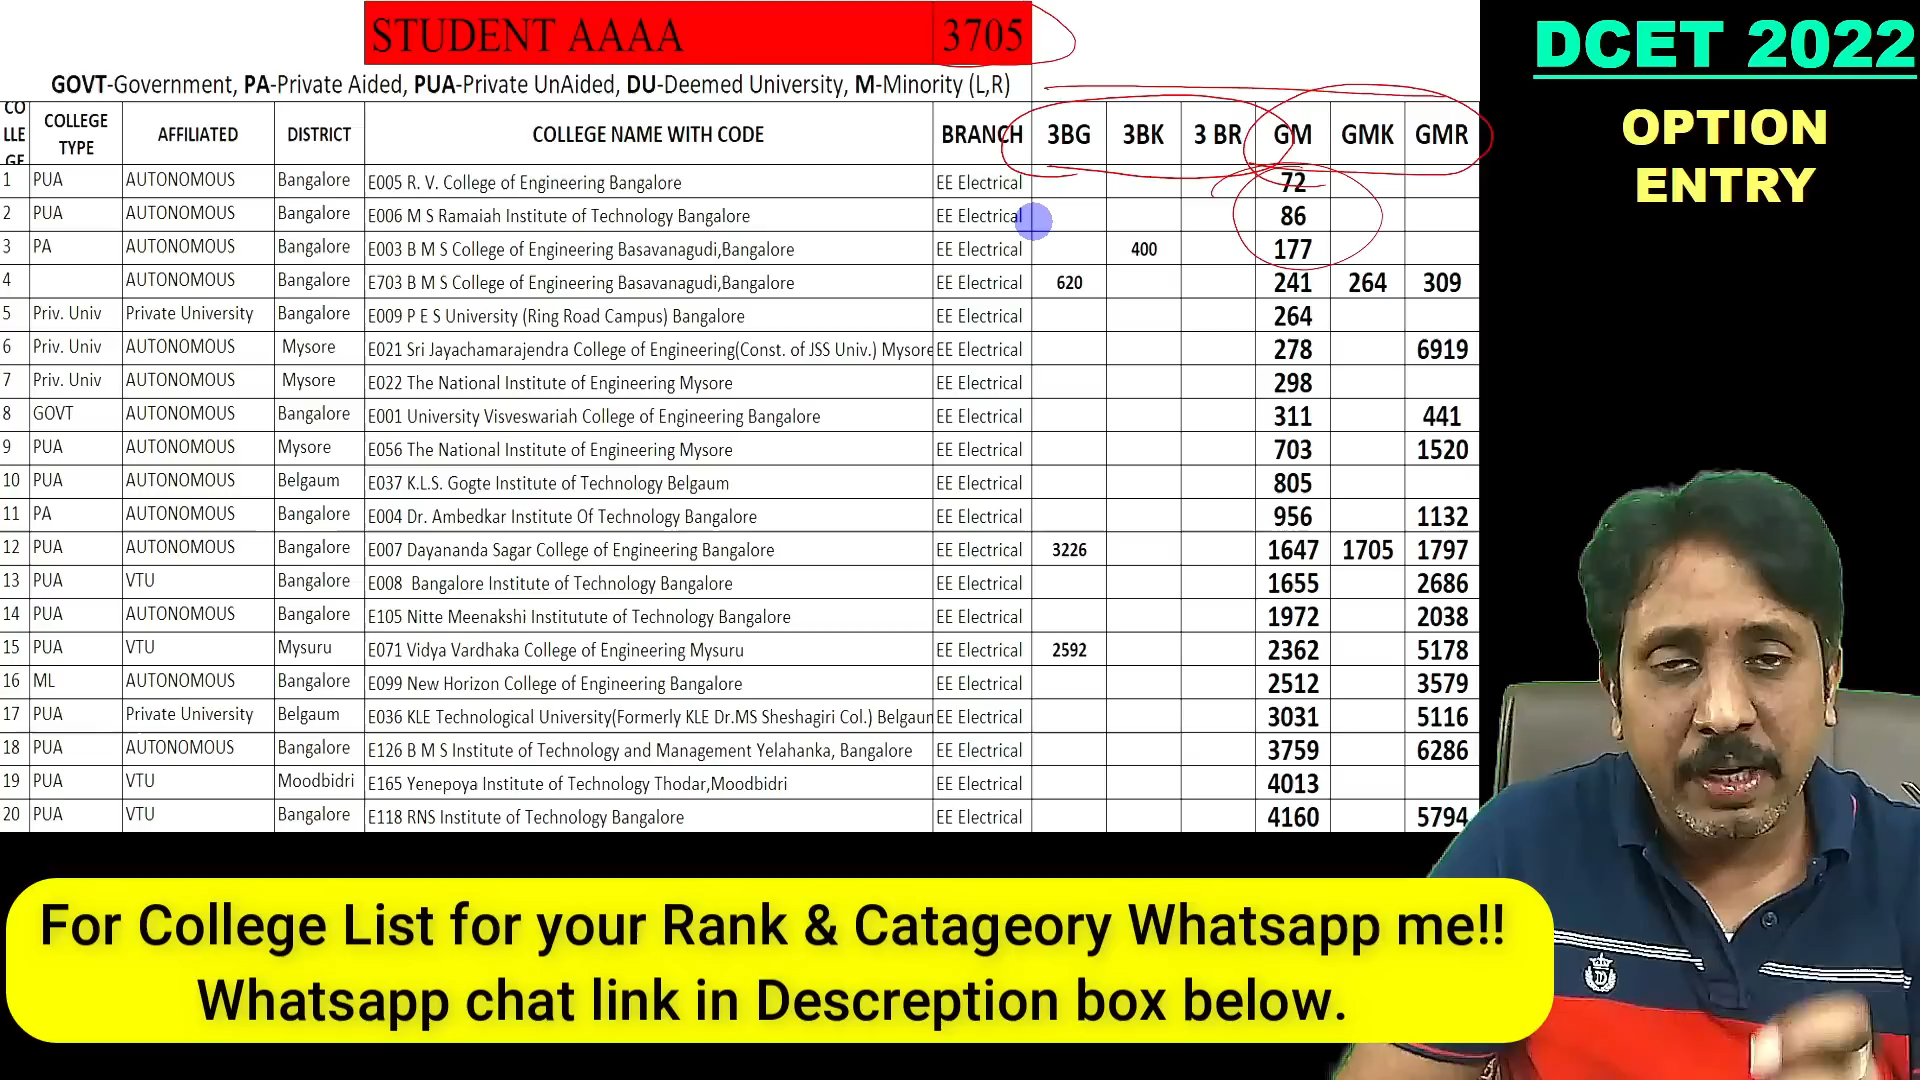 STUDENT AAAA 3705
DCET 2022
OPTION
ENTRY
GOVT-Government, PA-Private Aided, PUA-Private UnAided, DU-Deemed University, M-Minority (L,R)
CO LLE GE COLLEGE TYPE AFFILIATED DISTRICT COLLEGE NAME WITH CODE BRANCH 3BG 3BK 3 BR GM GMK GMR
1 PUA AUTONOMOUS Bangalore E005 R. V. College of Engineering Bangalore EE Electrical 72
2 PUA AUTONOMOUS Bangalore E006 M S Ramaiah Institute of Technology Bangalore EE Electrical 86
3 PA AUTONOMOUS Bangalore E003 B M S College of Engineering Basavanagudi,Bangalore EE Electrical 400 177
4 AUTONOMOUS Bangalore E703 B M S College of Engineering Basavanagudi,Bangalore EE Electrical 620 241 264 309
5 Priv. Univ Private University Bangalore E009 P E S University (Ring Road Campus) Bangalore EE Electrical 264
6 Priv. Univ AUTONOMOUS Mysore E021 Sri Jayachamarajendra College of Engineering(Const. of JSS Univ.) Mysore EE Electrical 278 6919
7 Priv. Univ AUTONOMOUS Mysore E022 The National Institute of Engineering Mysore EE Electrical 298
8 GOVT AUTONOMOUS Bangalore E001 University Visveswariah College of Engineering Bangalore EE Electrical 311 441
9 PUA AUTONOMOUS Mysore E056 The National Institute of Engineering Mysore EE Electrical 703 1520
10 PUA AUTONOMOUS Belgaum E037 K.L.S. Gogte Institute of Technology Belgaum EE Electrical 805
11 PA AUTONOMOUS Bangalore E004 Dr. Ambedkar Institute Of Technology Bangalore EE Electrical 956 1132
12 PUA AUTONOMOUS Bangalore E007 Dayananda Sagar College of Engineering Bangalore EE Electrical 3226 1647 1705 1797
13 PUA VTU Bangalore E008 Bangalore Institute of Technology Bangalore EE Electrical 1655 2686
14 PUA AUTONOMOUS Bangalore E105 Nitte Meenakshi Institutute of Technology Bangalore EE Electrical 1972 2038
15 PUA VTU Mysuru E071 Vidya Vardhaka College of Engineering Mysuru EE Electrical 2592 2362 5178
16 ML AUTONOMOUS Bangalore E099 New Horizon College of Engineering Bangalore EE Electrical 2512 3579
17 PUA Private University Belgaum E036 KLE Technological University(Formerly KLE Dr.MS Sheshagiri Col.) Belgaum EE Electrical 3031 5116
18 PUA AUTONOMOUS Bangalore E126 B M S Institute of Technology and Management Yelahanka, Bangalore EE Electrical 3759 6286
19 PUA VTU Moodbidri E165 Yenepoya Institute of Technology Thodar,Moodbidri EE Electrical 4013
20 PUA VTU Bangalore E118 RNS Institute of Technology Bangalore EE Electrical 4160 5794
For College List for your Rank & Catageory Whatsapp me!!
Whatsapp chat link in Descreption box below.